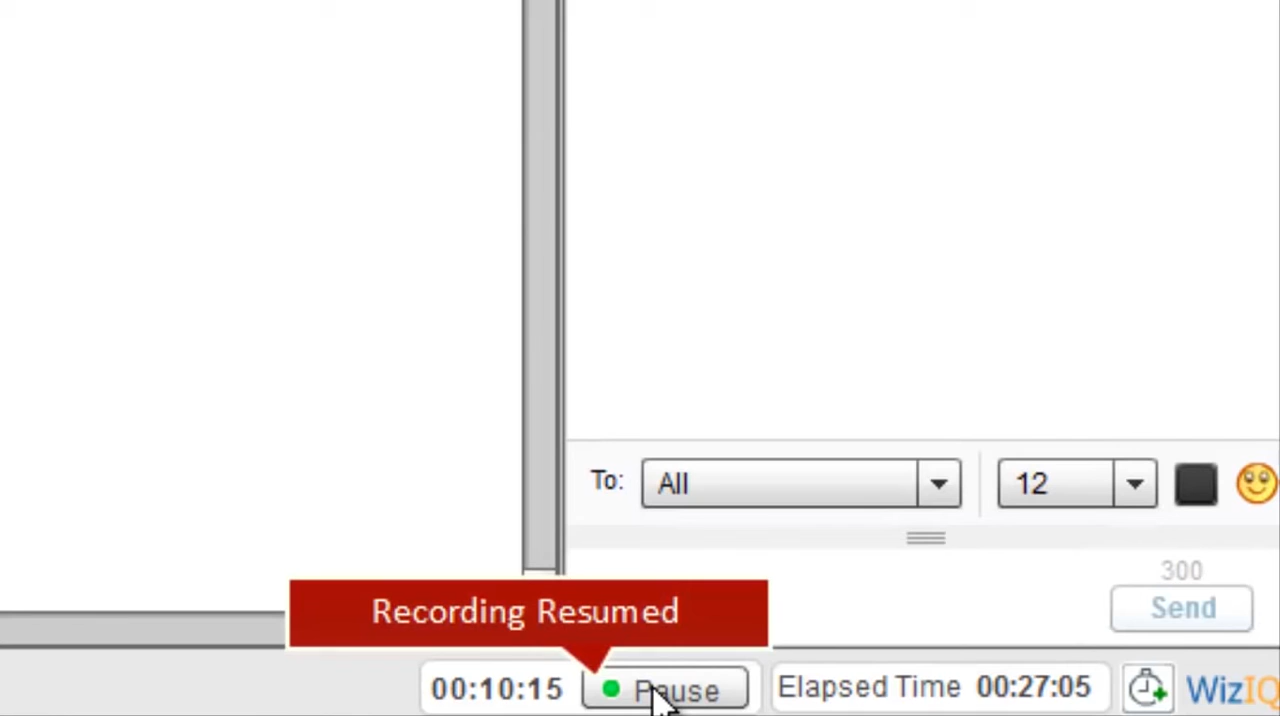 To: All 12
300
Send
Recording Resumed
00:10:15 Pause Elapsed Time 00:27:05 WizIQ